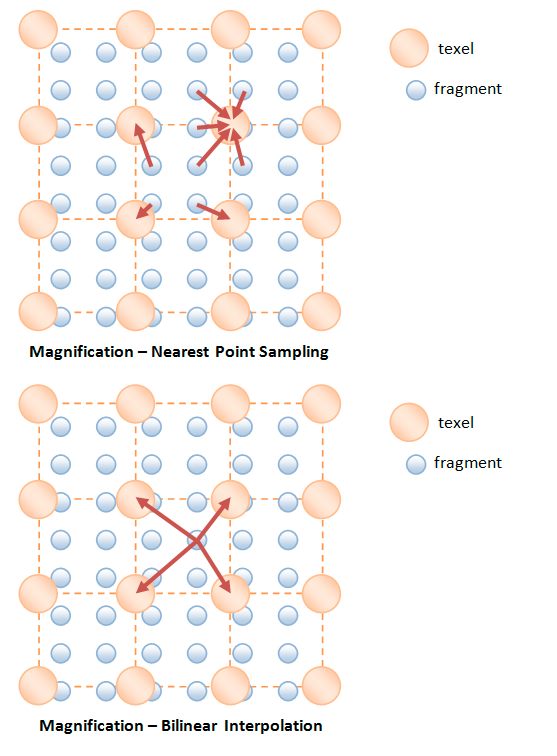 texel
fragment
Magnification – Nearest Point Sampling
texel
fragment
Magnification – Bilinear Interpolation